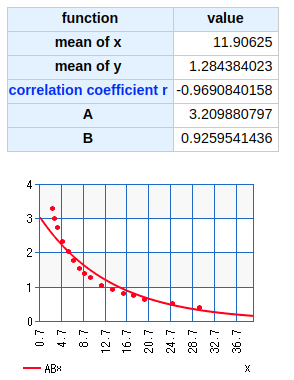 function value
mean of x 11.90625
mean of y 1.284384023
correlation coefficient r -0.9690840158
A 3.209880797
B 0.9259541436
4
3
2
1
0
0.7 4.7 8.7 12.7 16.7 20.7 24.7 28.7 32.7 36.7
ABx x